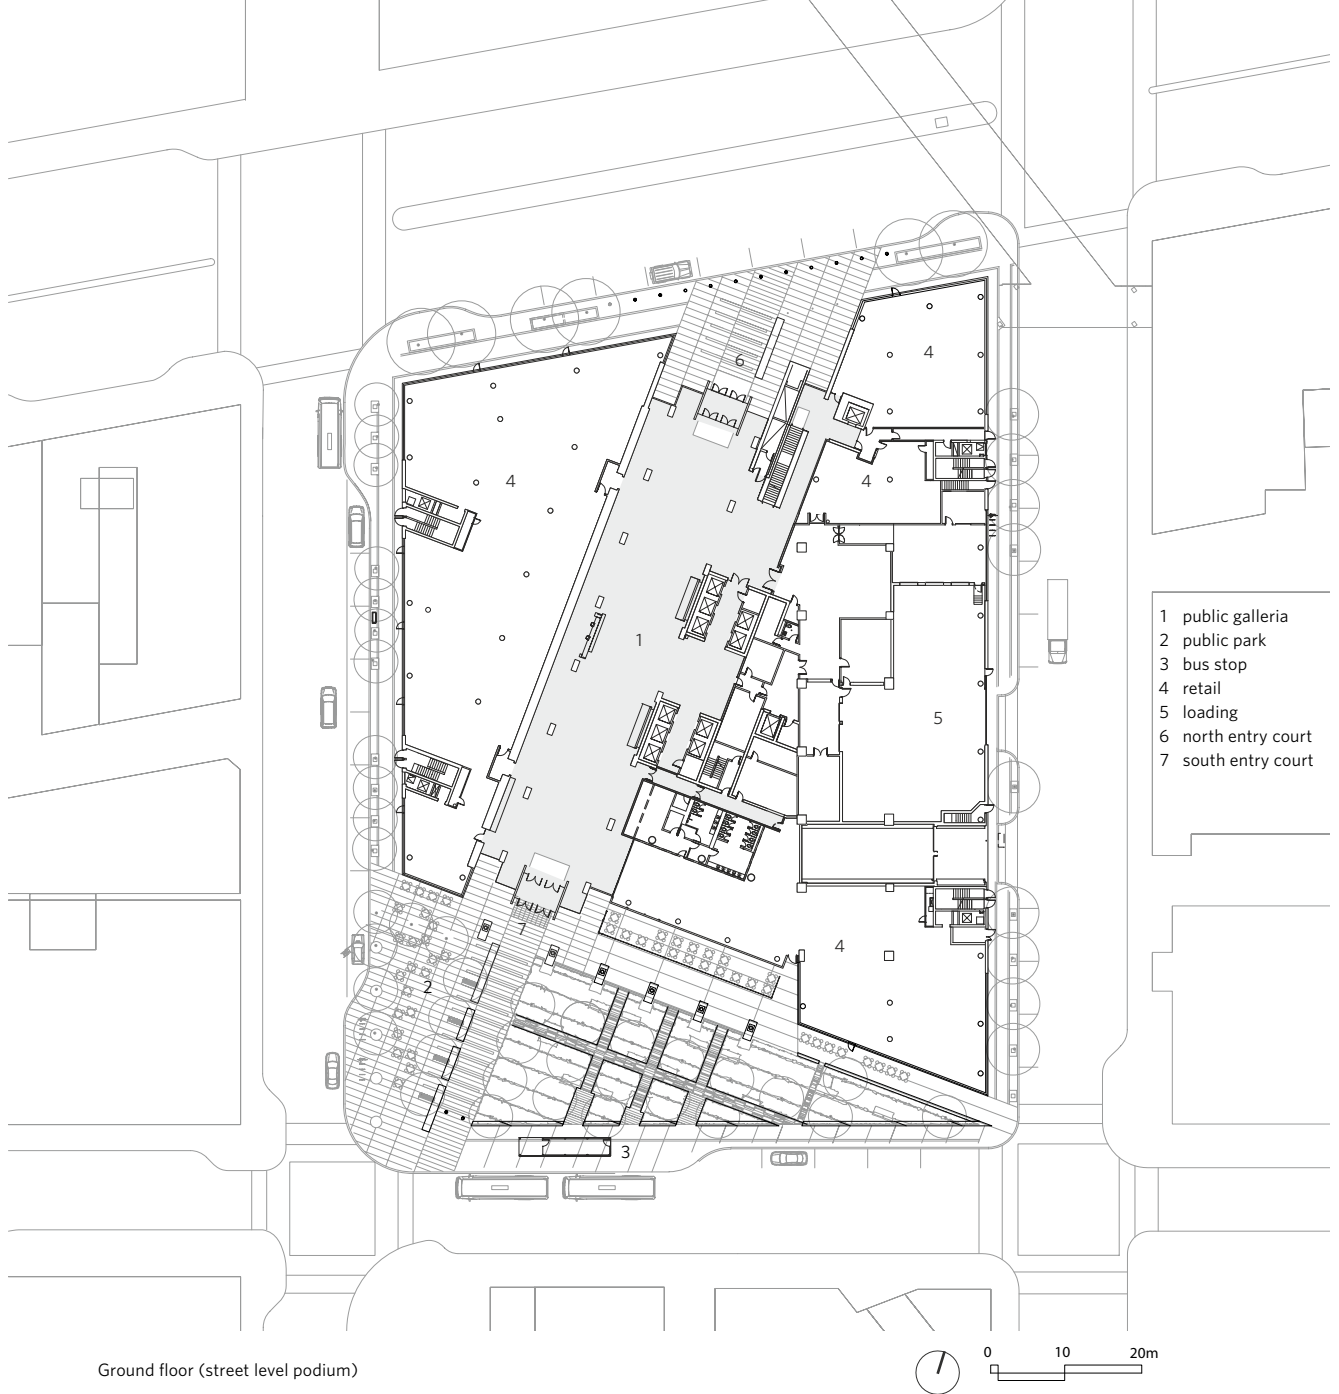 6
4
4
4
1
1 public galleria
2 public park
3 bus stop
4 retail
5 loading
6 north entry court
7 south entry court
5
7
4
2
3
Ground floor (street level podium)
0 10 20m